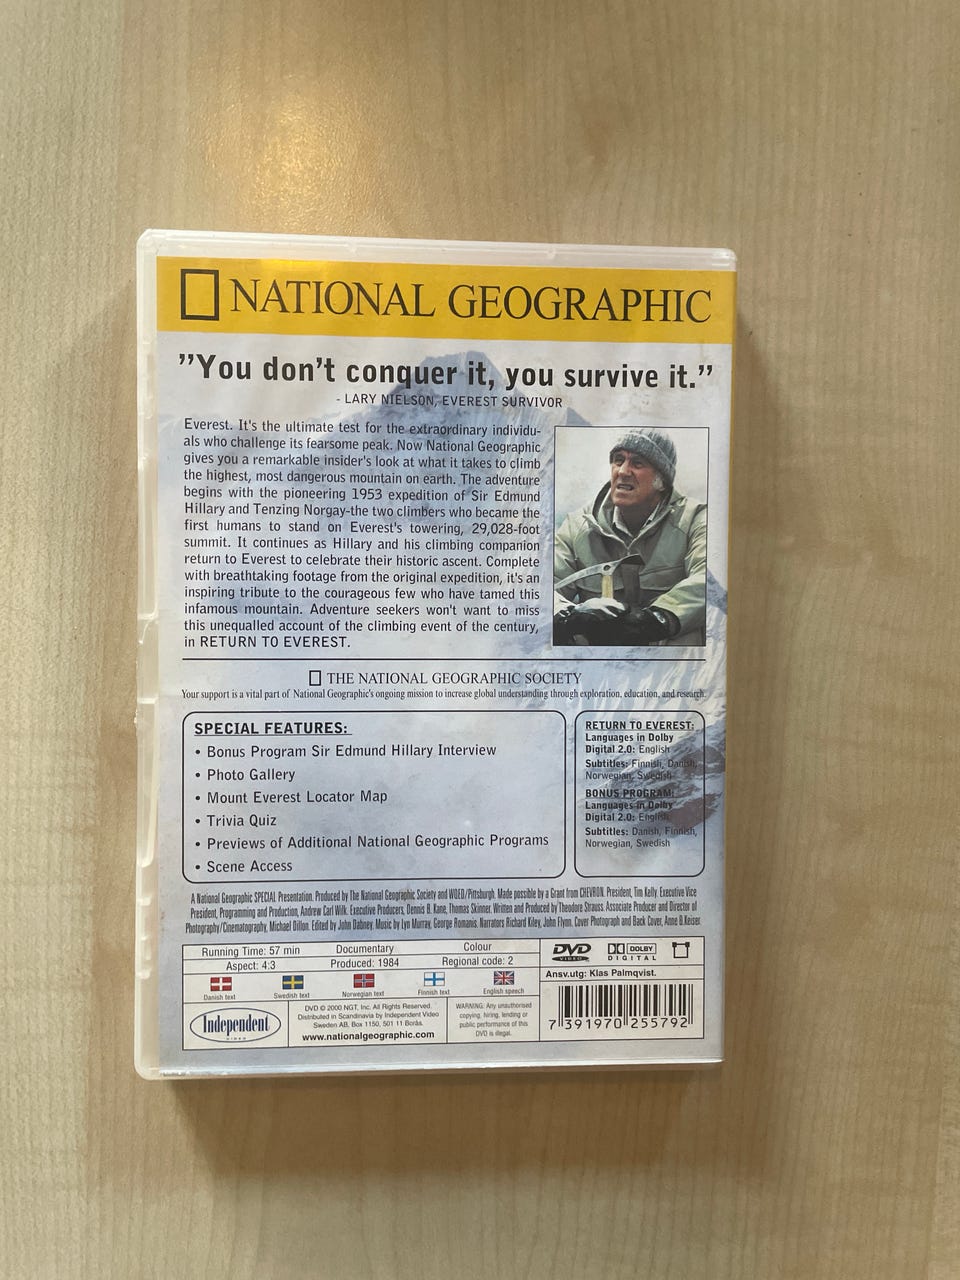 NATIONAL GEOGRAPHIC
”You don’t conquer it, you survive it.”
- LARY NIELSON, EVEREST SURVIVOR
Everest. It's the ultimate test for the extraordinary individu-
als who challenge its fearsome peak. Now National Geographic
gives you a remarkable insider's look at what it takes to climb
the highest, most dangerous mountain on earth. The adventure
begins with the pioneering 1953 expedition of Sir Edmund
Hillary and Tenzing Norgay-the two climbers who became the
first humans to stand on Everest's towering, 29,028-foot
summit. It continues as Hillary and his climbing companion
return to Everest to celebrate their historic ascent. Complete
with breathtaking footage from the original expedition, it's an
inspiring tribute to the courageous few who have tamed this
infamous mountain. Adventure seekers won't want to miss
this unequalled account of the climbing event of the century,
in RETURN TO EVEREST.
THE NATIONAL GEOGRAPHIC SOCIETY
Your support is a vital part of National Geographic's ongoing mission to increase global understanding through exploration, education, and research.
SPECIAL FEATURES:
• Bonus Program Sir Edmund Hillary Interview
• Photo Gallery
• Mount Everest Locator Map
• Trivia Quiz
• Previews of Additional National Geographic Programs
• Scene Access
RETURN TO EVEREST:
Languages in Dolby
Digital 2.0: English
Subtitles: Finnish, Danish,
Norwegian, Swedish
BONUS PROGRAM:
Languages in Dolby
Digital 2.0: English
Subtitles: Danish, Finnish,
Norwegian, Swedish
A National Geographic SPECIAL Presentation. Produced by The National Geographic Society and WQED/Pittsburgh. Made possible by a Grant from CHEVRON. President, Tim Kelly. Executive Vice
President, Programming and Production, Andrew Carl Wilk. Executive Producers, Dennis B. Kane, Thomas Skinner. Written and Produced by Theodore Strauss. Associate Producer and Director of
Photography/Cinematography, Michael Dillon. Edited by John Dabney. Music by Lyn Murray, George Romanis. Narrators Richard Kiley, John Flynn. Cover Photograph and Back Cover, Anne B.Keiser.
Running Time: 57 min Documentary Colour
Aspect: 4:3 Produced: 1984 Regional code: 2
Danish text Swedish text Norwegian text Finnish text English speech
Independent
VIDEO
DVD © 2000 NGT, Inc. All Rights Reserved.
Distributed in Scandinavia by Independent Video
Sweden AB, Box 1150, 501 11 Borås.
www.nationalgeographic.com
WARNING: Any unauthorised
copying, hiring, lending or
public performance of this
DVD is illegal.
DVD
VIDEO
DOLBY
DIGITAL
Ansv.utg: Klas Palmqvist.
7 391970 255792